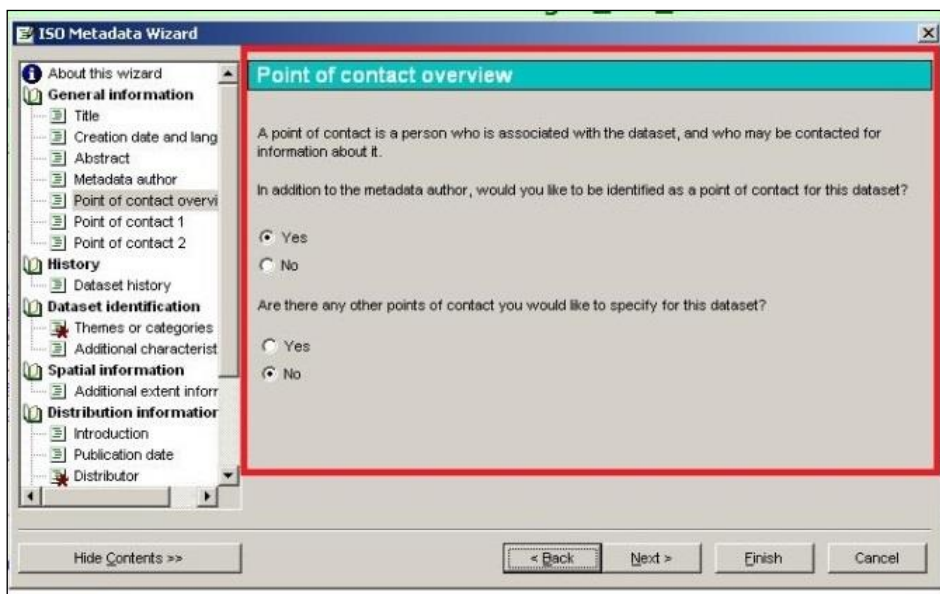 ISO Metadata Wizard
About this wizard
General information
Title
Creation date and lang
Abstract
Metadata author
Point of contact overvi
Point of contact 1
Point of contact 2
History
Dataset history
Dataset identification
Themes or categories
Additional characterist
Spatial information
Additional extent inforr
Distribution informatior
Introduction
Publication date
Distributor
Point of contact overview
A point of contact is a person who is associated with the dataset, and who may be contacted for
information about it.
In addition to the metadata author, would you like to be identified as a point of contact for this dataset?
Yes
No
Are there any other points of contact you would like to specify for this dataset?
Yes
No
Hide Contents >>
< Back
Next >
Finish
Cancel